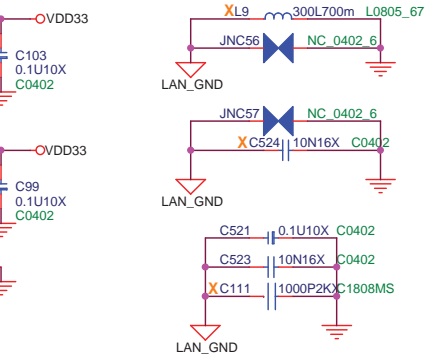 VDD33
C103
0.1U10X
C0402
VDD33
C99
0.1U10X
C0402
XL9 300L700m L0805_67
JNC56 NC_0402_6
LAN_GND
JNC57 NC_0402_6
XC524 10N16X C0402
LAN_GND
C521 0.1U10X C0402
C523 10N16X C0402
XC111 1000P2KX C1808MS
LAN_GND